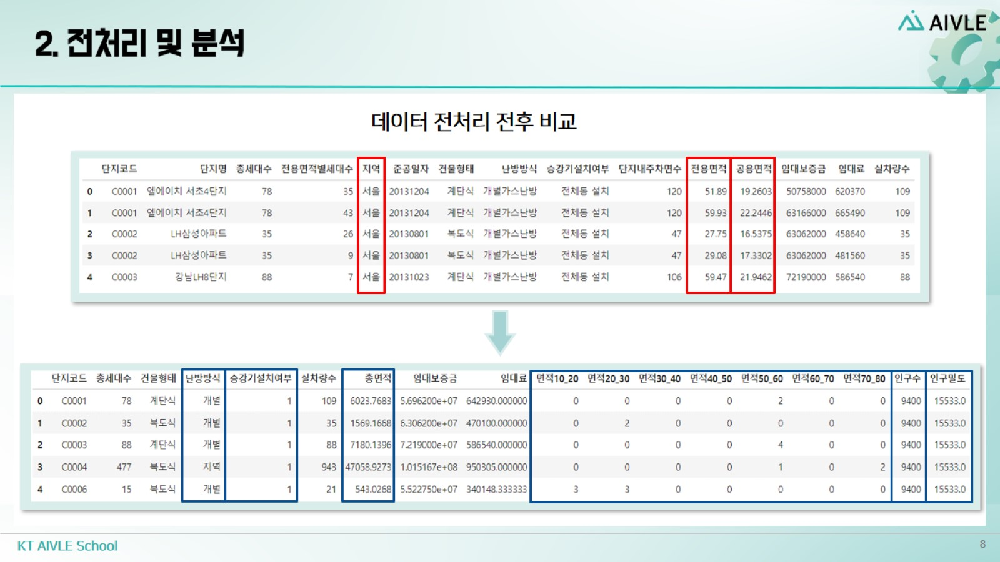 AIVLE
2. 전처리 및 분석
데이터 전처리 전후 비교
단지코드 단지명 총세대수 전용면적별세대수 지역 준공일자 건물형태 난방방식 승강기설치여부 단지내주차면수 전용면적 공용면적 임대보증금 임대료 실차량수
0 C0001 엘에이치 서초4단지 78 35 서울 20131204 계단식 개별가스난방 전체동 설치 120 51.89 19.2603 50758000 620370 109
1 C0001 엘에이치 서초4단지 78 43 서울 20131204 계단식 개별가스난방 전체동 설치 120 59.93 22.2446 63166000 665490 109
2 C0002 LH삼성아파트 35 26 서울 20130801 복도식 개별가스난방 전체동 설치 47 27.75 16.5375 63062000 458640 35
3 C0002 LH삼성아파트 35 9 서울 20130801 복도식 개별가스난방 전체동 설치 47 29.08 17.3302 63062000 481560 35
4 C0003 강남LH8단지 88 7 서울 20131023 계단식 개별가스난방 전체동 설치 106 59.47 21.9462 72190000 586540 88
단지코드 총세대수 건물형태 난방방식 승강기설치여부 실차량수 총면적 임대보증금 임대료 면적10_20 면적20_30 면적30_40 면적40_50 면적50_60 면적60_70 면적70_80 인구수 인구밀도
0 C0001 78 계단식 개별 1 109 6023.7683 5.696200e+07 642930.000000 0 0 0 0 2 0 0 9400 15533.0
1 C0002 35 복도식 개별 1 35 1569.1668 6.306200e+07 470100.000000 0 2 0 0 0 0 0 9400 15533.0
2 C0003 88 계단식 개별 1 88 7180.1396 7.219000e+07 586540.000000 0 0 0 0 4 0 0 9400 15533.0
3 C0004 477 복도식 지역 1 943 47058.9273 1.015167e+08 950305.000000 0 0 0 0 1 0 2 9400 15533.0
4 C0006 15 복도식 개별 1 21 543.0268 5.522750e+07 340148.333333 3 3 0 0 0 0 0 9400 15533.0
KT AIVLE School
8